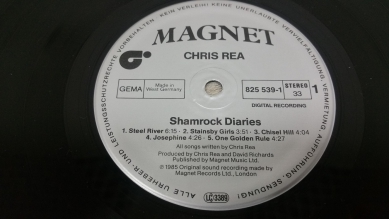 KEIN VERLEIH! KEINE UNERLAUBTE VERVIELFÄLTIGUNG, VERMIETUNG, AUFFÜHRUNG, SENDUNG!
ALLE URHEBER- UND LEISTUNGSSCHUTZRECHTE VORBEHALTEN
MAGNET
CHRIS REA
GEMA
Made in
West Germany
825 539-1
STEREO
33
1
DIGITAL RECORDING
Shamrock Diaries
1. Steel River 6:15 · 2. Stainsby Girls 3:51 · 3. Chisel Hill 4:04
4. Josephine 4:26 · 5. One Golden Rule 4:27
All songs written by Chris Rea
Produced by Chris Rea and David Richards
Published by Magnet Music Ltd.
℗ 1985 Original sound recording made by
Magnet Records Ltd., London
LC 3386